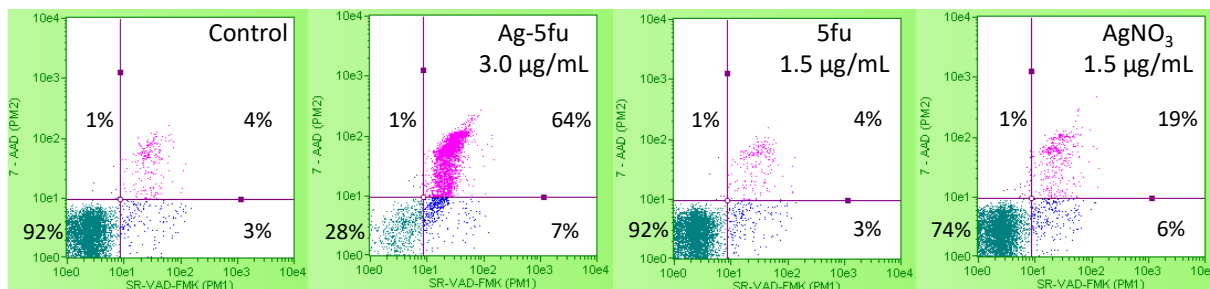 Control
10e4
10e3
10e2
10e1
10e0
7 - AAD (PM2)
1%
4%
92%
3%
10e0
10e1
10e2
10e3
10e4
SR-VAD-FMK (PM1)
Ag-5fu
3.0 µg/mL
10e4
10e3
10e2
10e1
10e0
7 - AAD (PM2)
1%
64%
28%
7%
10e0
10e1
10e2
10e3
10e4
SR-VAD-FMK (PM1)
5fu
1.5 µg/mL
10e4
10e3
10e2
10e1
10e0
7 - AAD (PM2)
1%
4%
92%
3%
10e0
10e1
10e2
10e3
10e4
SR-VAD-FMK (PM1)
AgNO₃
1.5 µg/mL
10e4
10e3
10e2
10e1
10e0
7 - AAD (PM2)
1%
19%
74%
6%
10e0
10e1
10e2
10e3
10e4
SR-VAD-FMK (PM1)